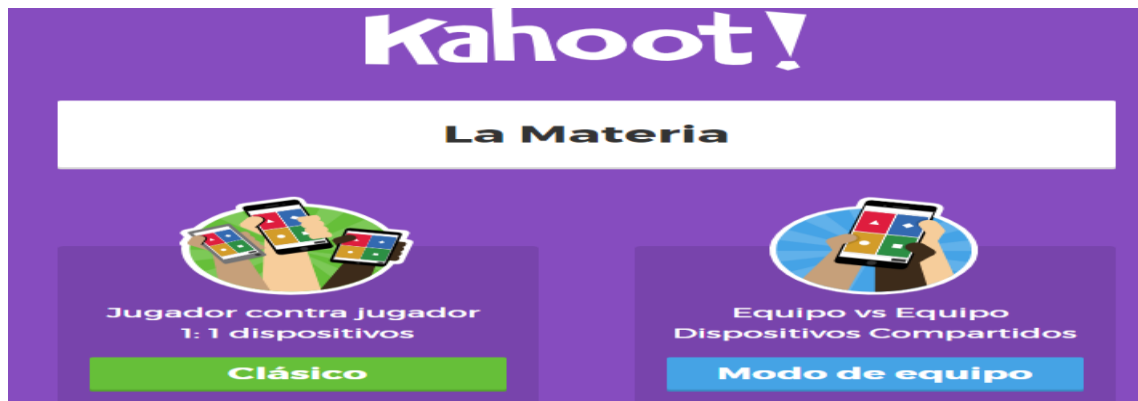 Kahoot!
La Materia
Jugador contra jugador
1: 1 dispositivos
Clásico
Equipo vs Equipo
Dispositivos Compartidos
Modo de equipo